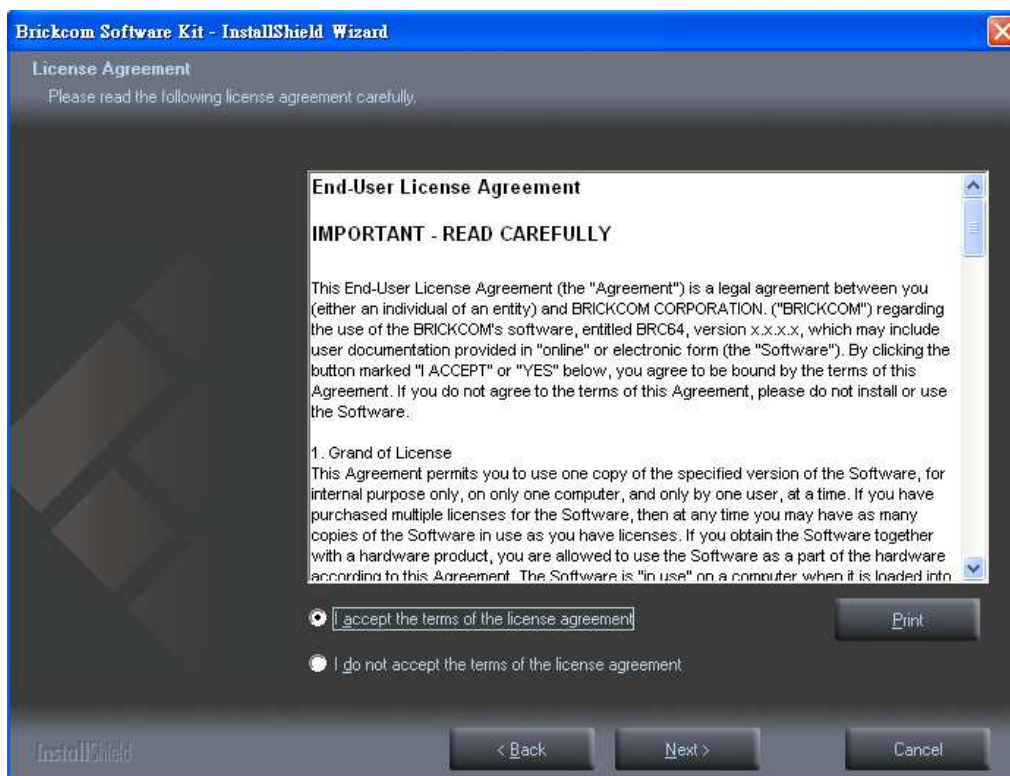 Brickcom Software Kit - InstallShield Wizard
License Agreement
Please read the following license agreement carefully.
End-User License Agreement
IMPORTANT - READ CAREFULLY
This End-User License Agreement (the "Agreement") is a legal agreement between you
(either an individual of an entity) and BRICKCOM CORPORATION. ("BRICKCOM") regarding
the use of the BRICKCOM's software, entitled BRC64, version x.x.x.x, which may include
user documentation provided in "online" or electronic form (the "Software"). By clicking the
button marked "I ACCEPT" or "YES" below, you agree to be bound by the terms of this
Agreement. If you do not agree to the terms of this Agreement, please do not install or use
the Software.
1. Grand of License
This Agreement permits you to use one copy of the specified version of the Software, for
internal purpose only, on only one computer, and only by one user, at a time. If you have
purchased multiple licenses for the Software, then at any time you may have as many
copies of the Software in use as you have licenses. If you obtain the Software together
with a hardware product, you are allowed to use the Software as a part of the hardware
according to this Agreement. The Software is "in use" on a computer when it is loaded into
I accept the terms of the license agreement
Print
I do not accept the terms of the license agreement
InstallShield
< Back
Next >
Cancel